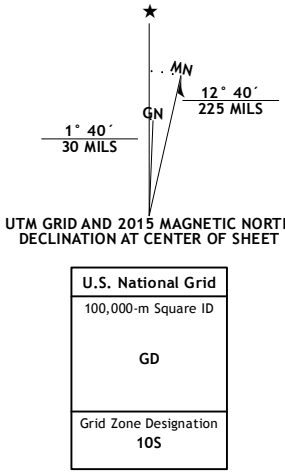 ★
MN
GN
12° 40´
225 MILS
1° 40´
30 MILS
UTM GRID AND 2015 MAGNETIC NORTH
DECLINATION AT CENTER OF SHEET
U.S. National Grid
100,000-m Square ID
GD
Grid Zone Designation
10S